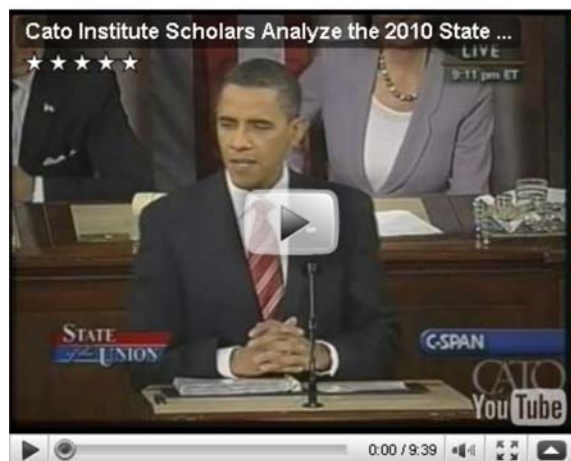 Cato Institute Scholars Analyze the 2010 State ...
LIVE
9:11 pm ET
STATE
of the UNION
C-SPAN
CATO
YouTube
0:00 / 9:39